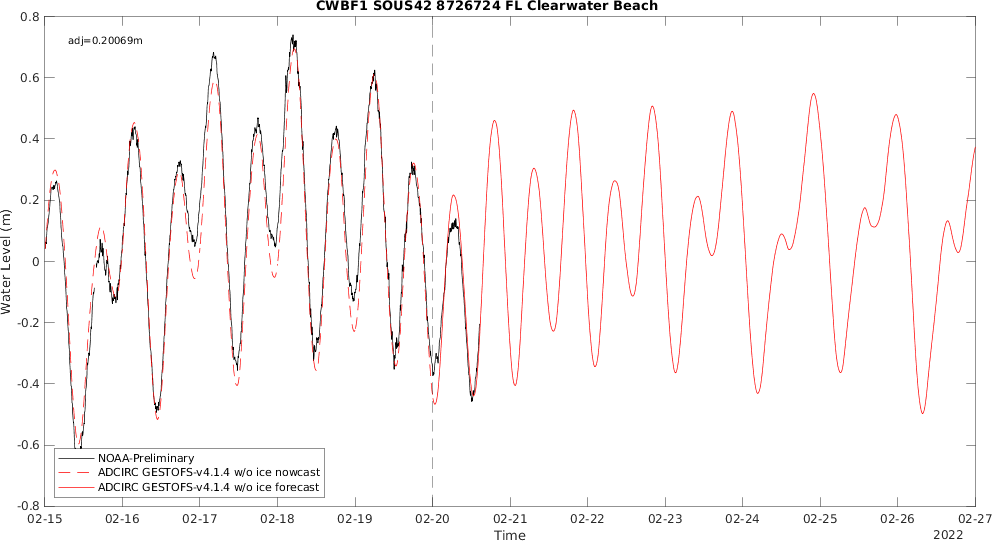 CWBF1 SOUS42 8726724 FL Clearwater Beach
adj=0.20069m
0.8
0.6
0.4
0.2
0
-0.2
-0.4
-0.6
-0.8
Water Level (m)
NOAA-Preliminary
ADCIRC GESTOFS-v4.1.4 w/o ice nowcast
ADCIRC GESTOFS-v4.1.4 w/o ice forecast
02-15 02-16 02-17 02-18 02-19 02-20 02-21 02-22 02-23 02-24 02-25 02-26 02-27
Time
2022